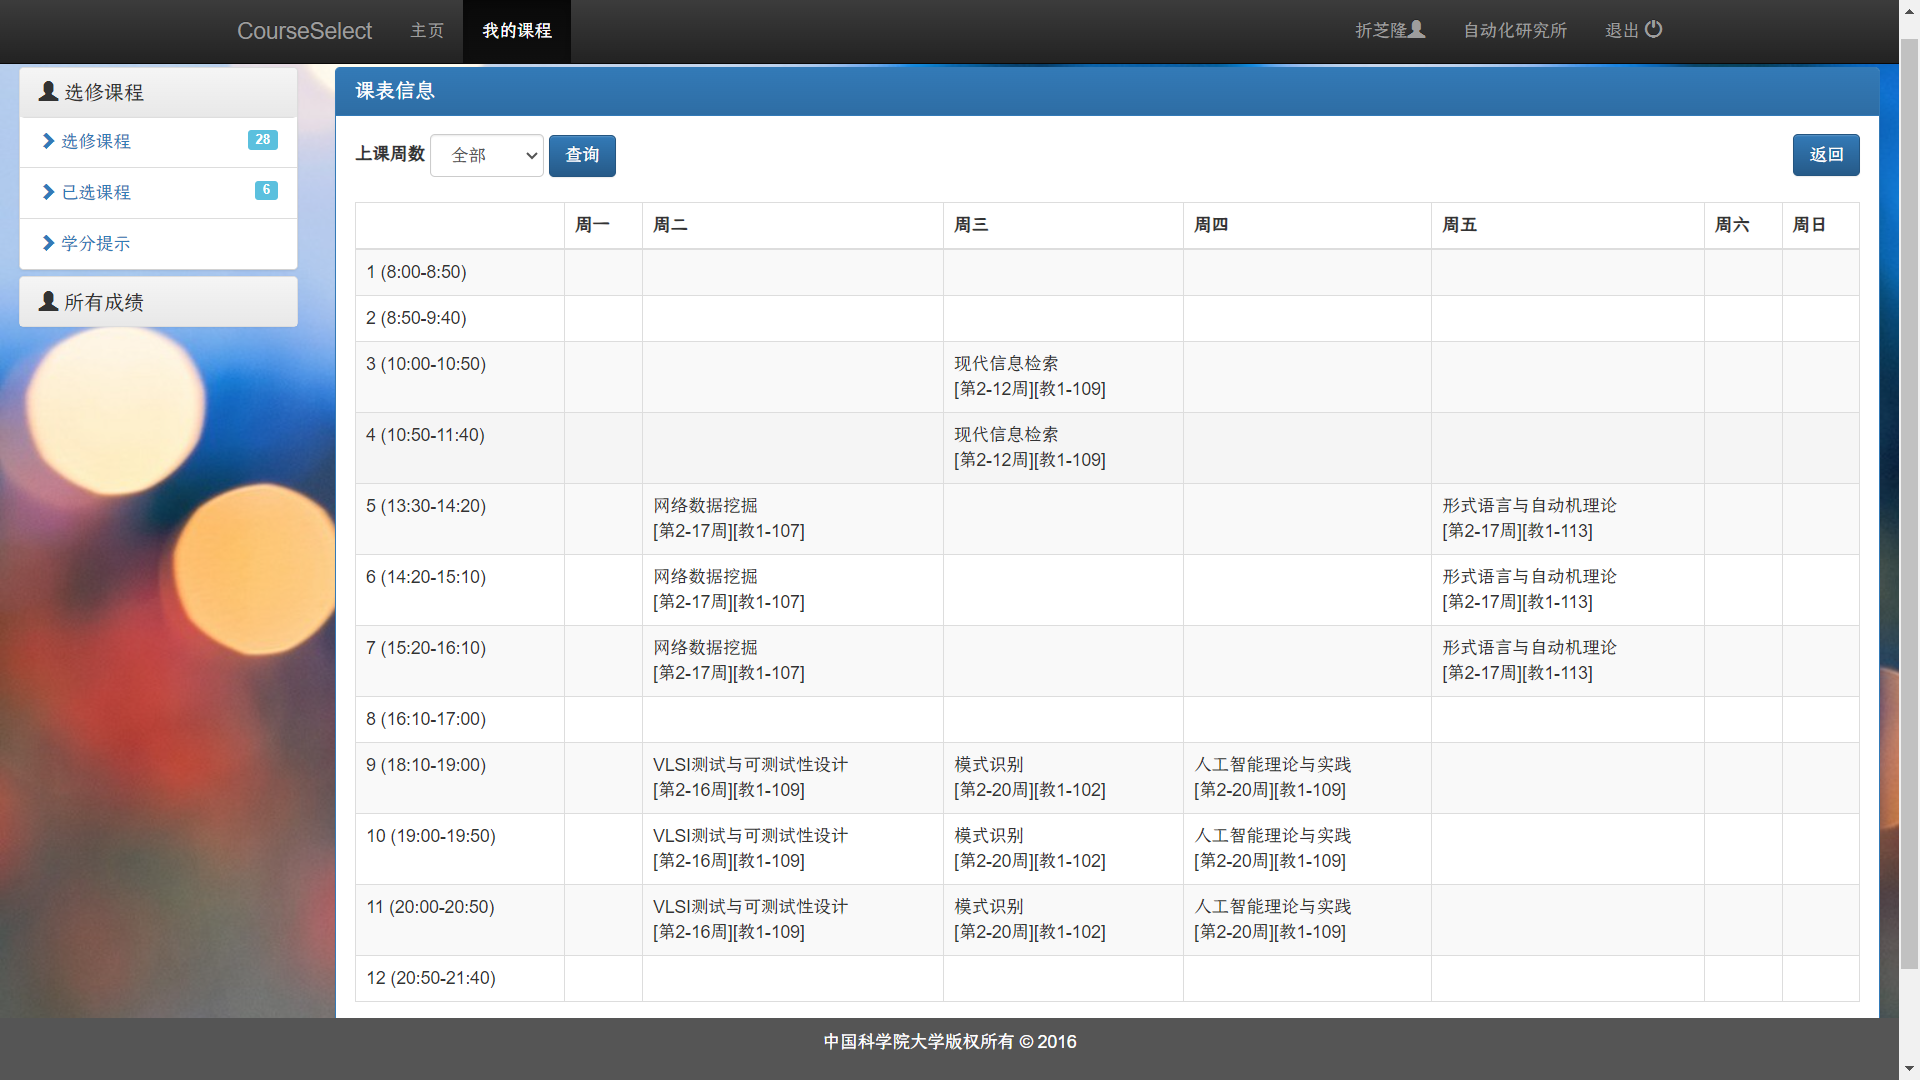 CourseSelect 主页 我的课程 折芝隆 自动化研究所 退出
选修课程
选修课程 28
已选课程 6
学分提示
所有成绩
课表信息
上课周数 全部 查询 返回
周一 周二 周三 周四 周五 周六 周日
1 (8:00-8:50)
2 (8:50-9:40)
3 (10:00-10:50) 现代信息检索
[第2-12周][教1-109]
4 (10:50-11:40) 现代信息检索
[第2-12周][教1-109]
5 (13:30-14:20) 网络数据挖掘 形式语言与自动机理论
[第2-17周][教1-107] [第2-17周][教1-113]
6 (14:20-15:10) 网络数据挖掘 形式语言与自动机理论
[第2-17周][教1-107] [第2-17周][教1-113]
7 (15:20-16:10) 网络数据挖掘 形式语言与自动机理论
[第2-17周][教1-107] [第2-17周][教1-113]
8 (16:10-17:00)
9 (18:10-19:00) VLSI测试与可测试性设计 模式识别 人工智能理论与实践
[第2-16周][教1-109] [第2-20周][教1-102] [第2-20周][教1-109]
10 (19:00-19:50) VLSI测试与可测试性设计 模式识别 人工智能理论与实践
[第2-16周][教1-109] [第2-20周][教1-102] [第2-20周][教1-109]
11 (20:00-20:50) VLSI测试与可测试性设计 模式识别 人工智能理论与实践
[第2-16周][教1-109] [第2-20周][教1-102] [第2-20周][教1-109]
12 (20:50-21:40)
中国科学院大学版权所有 © 2016